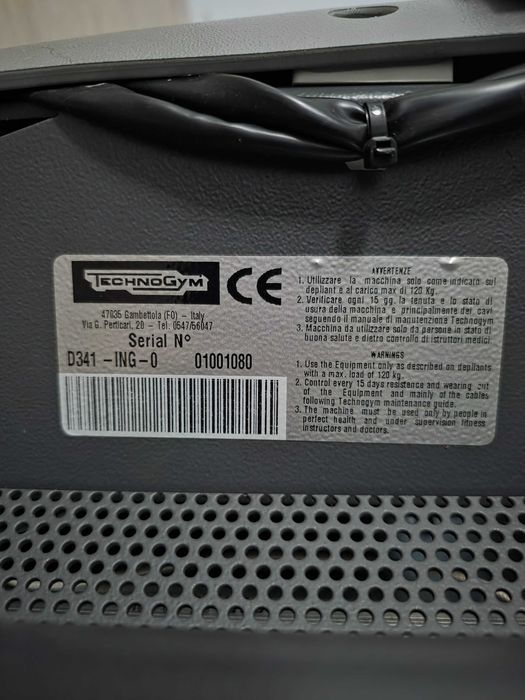 TECHNOGYM
CE
47035 Gambettola (FO) - Italy
Via G. Perticari, 20 - Tel. 0547/56047
Serial N°
D341 -ING-0 01001080
AVVERTENZE
1. Utilizzare la macchina solo come indicato sui
depliant e al carico max di 120 Kg.
2. Verificare ogni 15 gg. la tenuta e lo stato di
usura della macchina e principalmente dei cavi
seguendo il manuale di manutenzione Technogym
3. Macchina da utilizzare solo da persone in stato di
buona salute e dietro controllo di istruttori medici
WARNINGS
1. Use the Equipment only as described on depliants
with a max. load of 120 kg.
2. Control every 15 days resistence and wearing out
of the Equipment and mainly of the cables
following Technogym maintenance guide.
3. The machine must be used only by people in
perfect health and under supervision fitness
instructors and doctors.